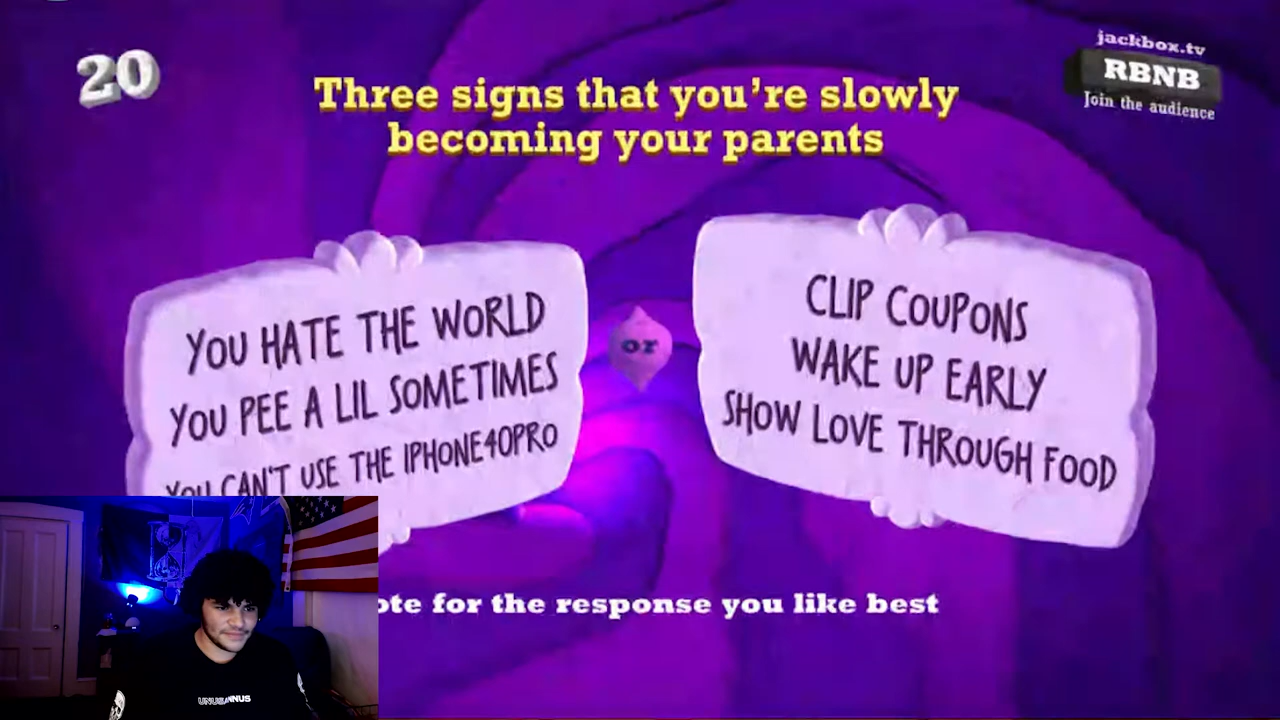 20
jackbox.tv
RBNB
Join the audience
Three signs that you're slowly
becoming your parents
YOU HATE THE WORLD
YOU PEE A LIL SOMETIMES
YOU CAN'T USE THE IPHONE40PRO
or
CLIP COUPONS
WAKE UP EARLY
SHOW LOVE THROUGH FOOD
ote for the response you like best
UNUS ANNUS